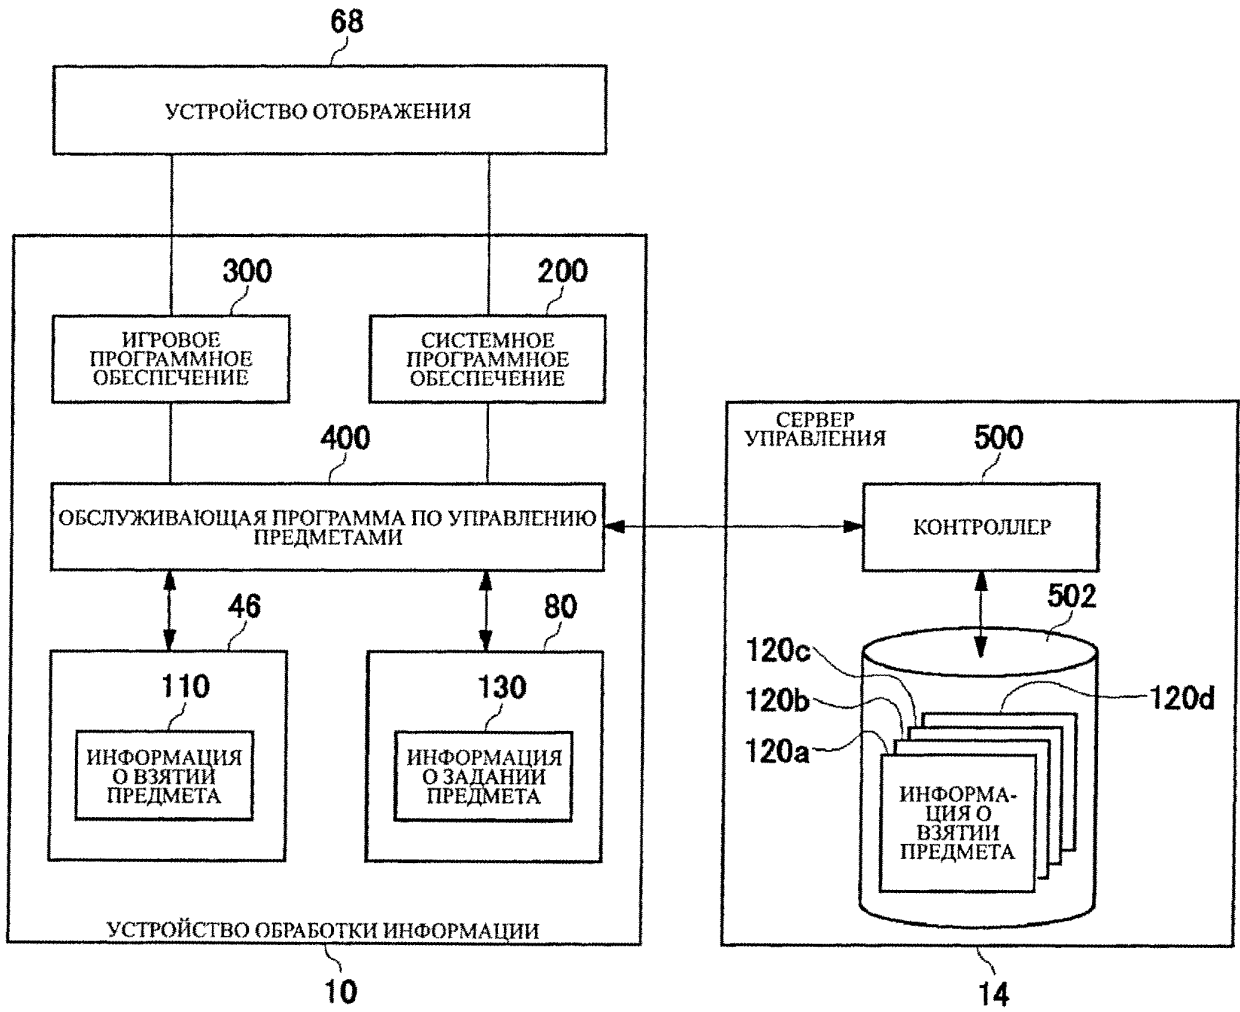 68
УСТРОЙСТВО ОТОБРАЖЕНИЯ
300
200
ИГРОВОЕ
ПРОГРАММНОЕ
ОБЕСПЕЧЕНИЕ
СИСТЕМНОЕ
ПРОГРАММНОЕ
ОБЕСПЕЧЕНИЕ
400
ОБСЛУЖИВАЮЩАЯ ПРОГРАММА ПО УПРАВЛЕНИЮ
ПРЕДМЕТАМИ
СЕРВЕР
УПРАВЛЕНИЯ
500
КОНТРОЛЛЕР
46
80
502
110
ИНФОРМАЦИЯ
О ВЗЯТИИ
ПРЕДМЕТА
130
ИНФОРМАЦИЯ
О ЗАДАНИИ
ПРЕДМЕТА
120c
120b
120a
120d
ИНФОРМА-
ЦИЯ О
ВЗЯТИИ
ПРЕДМЕТА
УСТРОЙСТВО ОБРАБОТКИ ИНФОРМАЦИИ
10
14